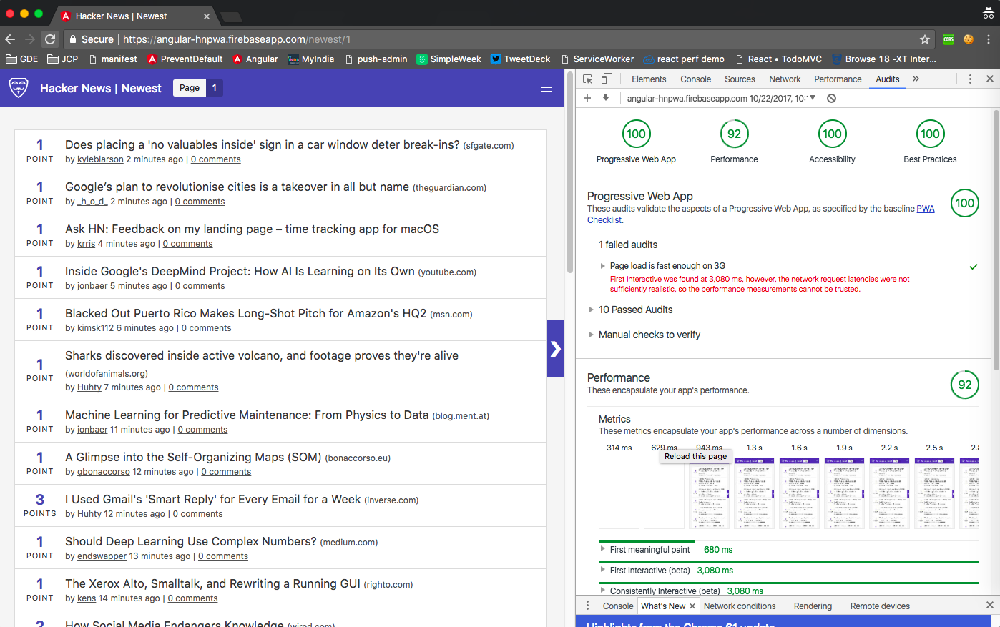 Hacker News | Newest
Secure | https://angular-hnpwa.firebaseapp.com/newest/1
CORS
GDE JCP manifest PreventDefault Angular MyIndia push-admin SimpleWeek TweetDeck ServiceWorker react perf demo React • TodoMVC Browse 18 -XT Inter...
Hacker News | Newest Page 1
1 POINT
Does placing a 'no valuables inside' sign in a car window deter break-ins? (sfgate.com)
by kyleblarson 2 minutes ago | 0 comments
1 POINT
Google’s plan to revolutionise cities is a takeover in all but name (theguardian.com)
by _h_o_d_ 2 minutes ago | 0 comments
1 POINT
Ask HN: Feedback on my landing page – time tracking app for macOS
by krris 4 minutes ago | 0 comments
1 POINT
Inside Google's DeepMind Project: How AI Is Learning on Its Own (youtube.com)
by jonbaer 5 minutes ago | 0 comments
1 POINT
Blacked Out Puerto Rico Makes Long-Shot Pitch for Amazon's HQ2 (msn.com)
by kimsk112 6 minutes ago | 0 comments
1 POINT
Sharks discovered inside active volcano, and footage proves they're alive
(worldofanimals.org)
by Huhty 7 minutes ago | 0 comments
1 POINT
Machine Learning for Predictive Maintenance: From Physics to Data (blog.ment.at)
by jonbaer 11 minutes ago | 0 comments
1 POINT
A Glimpse into the Self-Organizing Maps (SOM) (bonaccorso.eu)
by gbonaccorso 12 minutes ago | 0 comments
3 POINTS
I Used Gmail's 'Smart Reply' for Every Email for a Week (inverse.com)
by Huhty 12 minutes ago | 0 comments
1 POINT
Should Deep Learning Use Complex Numbers? (medium.com)
by endswapper 13 minutes ago | 0 comments
1 POINT
The Xerox Alto, Smalltalk, and Rewriting a Running GUI (righto.com)
by kens 14 minutes ago | 0 comments
2
How Social Media Endangers Knowledge (wired.com)
Elements Console Sources Network Performance Audits
angular-hnpwa.firebaseapp.com 10/22/2017, 10:
100 92 100 100
Progressive Web App Performance Accessibility Best Practices
Progressive Web App
100
These audits validate the aspects of a Progressive Web App, as specified by the baseline PWA
Checklist.
1 failed audits
Page load is fast enough on 3G
First Interactive was found at 3,080 ms, however, the network request latencies were not
sufficiently realistic, so the performance measurements cannot be trusted.
10 Passed Audits
Manual checks to verify
Performance
92
These encapsulate your app's performance.
Metrics
These metrics encapsulate your app's performance across a number of dimensions.
314 ms 629 ms 943 ms 1.3 s 1.6 s 1.9 s 2.2 s 2.5 s 2.8
Reload this page
First meaningful paint 680 ms
First Interactive (beta) 3,080 ms
Consistently Interactive (beta) 3,080 ms
Console What's New Network conditions Rendering Remote devices
Highlights from the Chrome 61 update